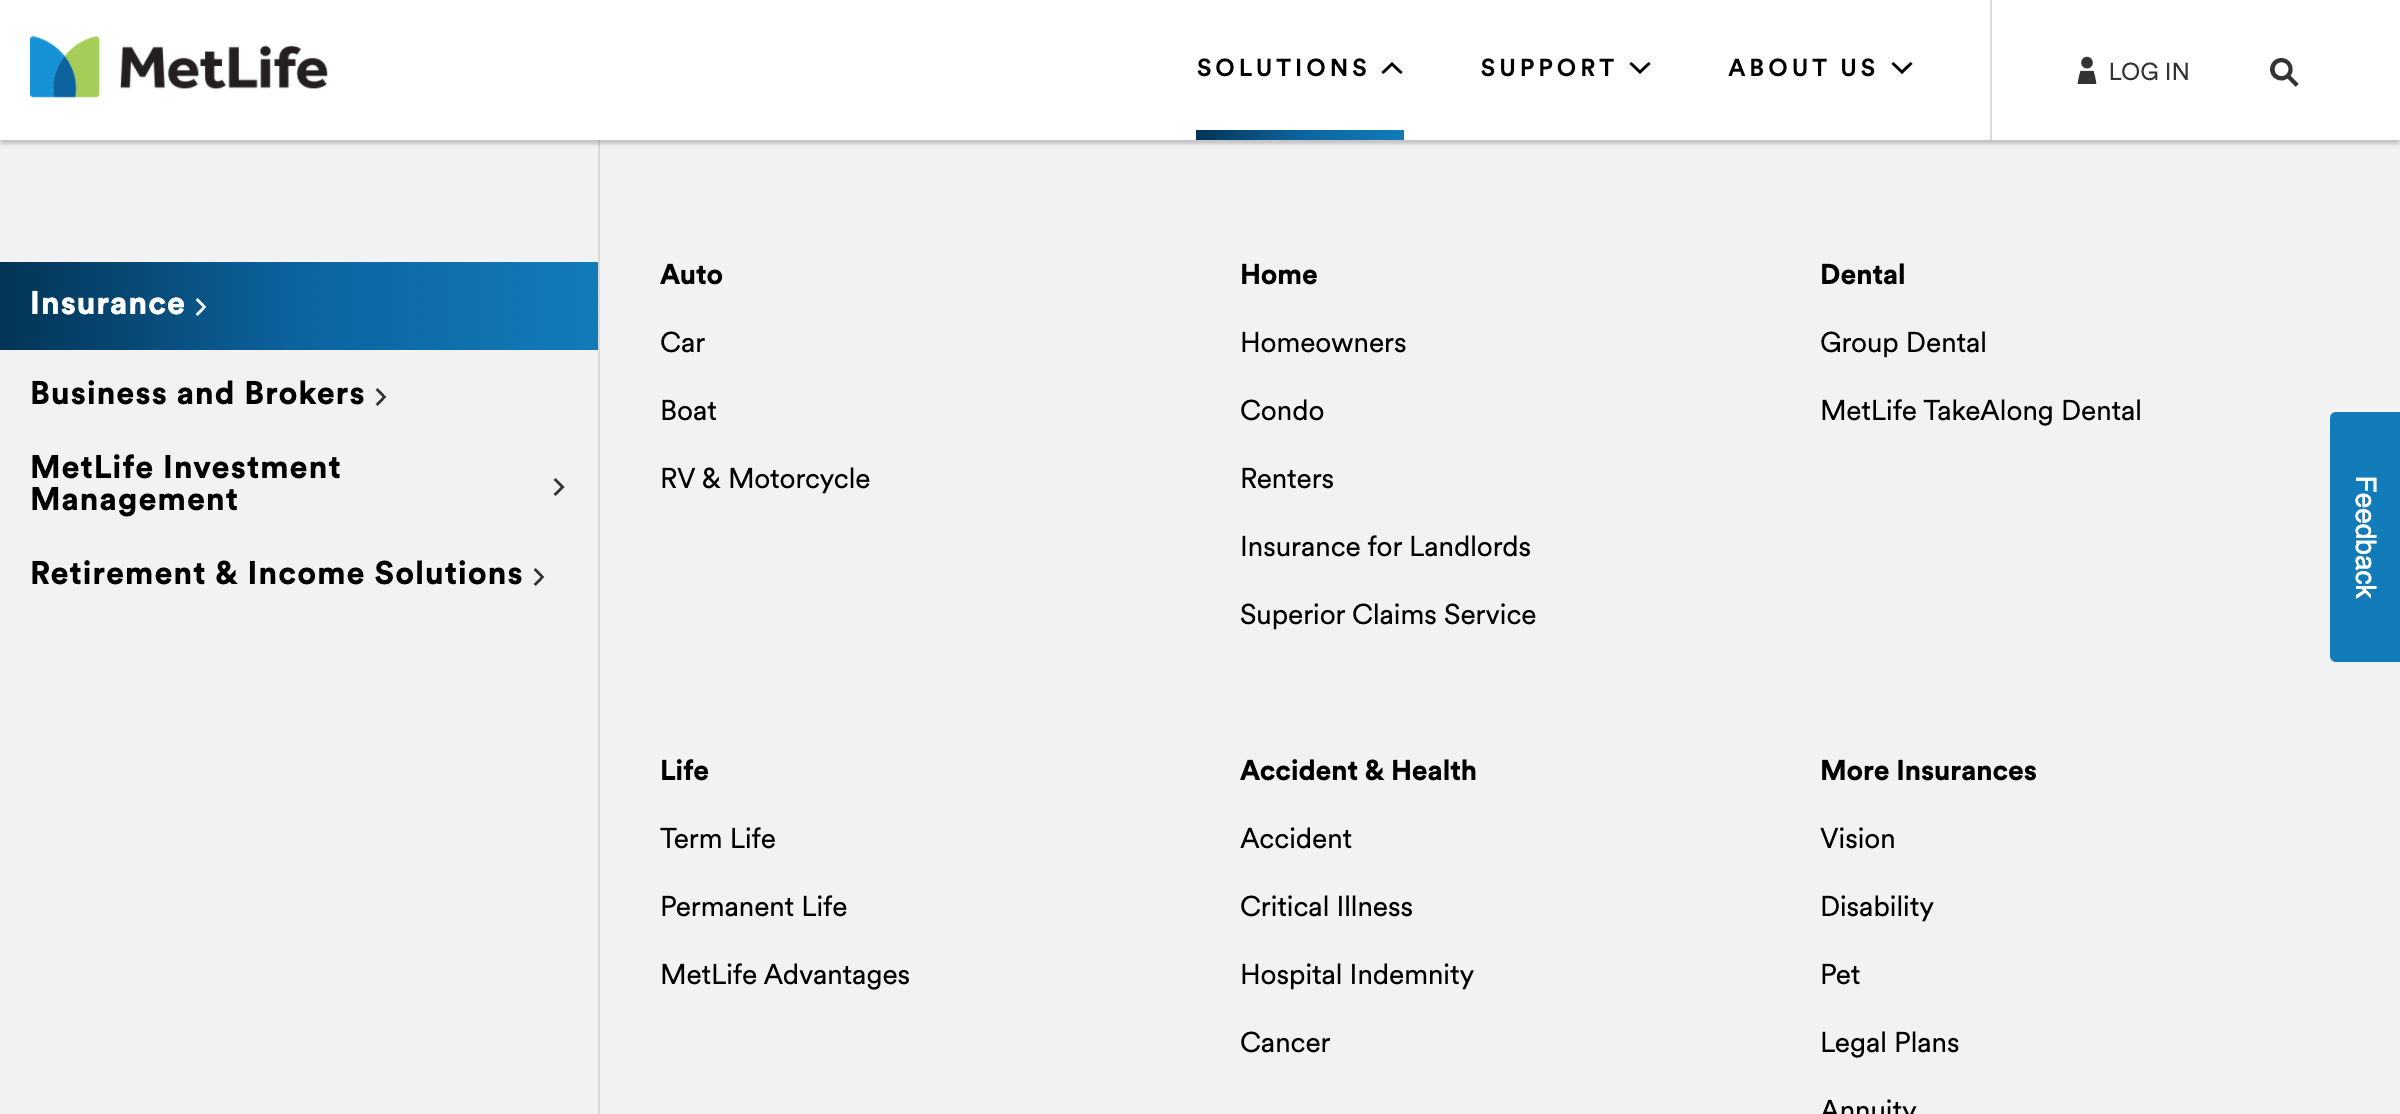 MetLife
SOLUTIONS
SUPPORT
ABOUT US
LOG IN
Insurance
Business and Brokers
MetLife Investment
Management
Retirement & Income Solutions
Auto
Car
Boat
RV & Motorcycle
Home
Homeowners
Condo
Renters
Insurance for Landlords
Superior Claims Service
Dental
Group Dental
MetLife TakeAlong Dental
Life
Term Life
Permanent Life
MetLife Advantages
Accident & Health
Accident
Critical Illness
Hospital Indemnity
Cancer
More Insurances
Vision
Disability
Pet
Legal Plans
Annuity
Feedback